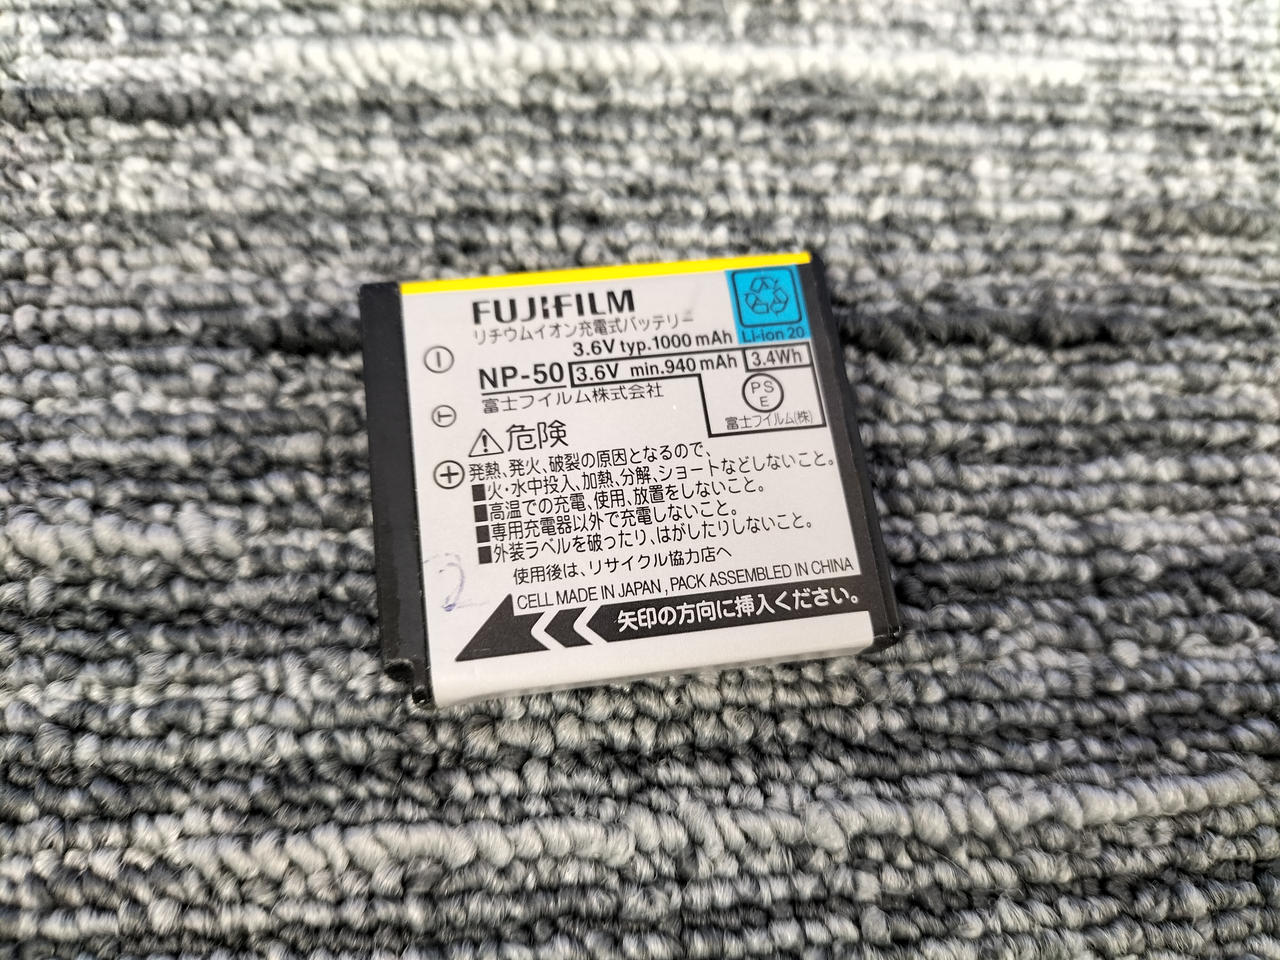 FUJIFILM
リチウムイオン充電式バッテリー
Li-ion 20
3.6V typ.1000 mAh
NP-50 3.6V min.940 mAh 3.4Wh
富士フイルム株式会社
PS
E
富士フイルム(株)
危険
発熱、発火、破裂の原因となるので、
■火・水中投入、加熱、分解、ショートなどしないこと。
■高温での充電、使用、放置をしないこと。
■専用充電器以外で充電しないこと。
■外装ラベルを破ったり、はがしたりしないこと。
使用後は、リサイクル協力店へ
CELL MADE IN JAPAN , PACK ASSEMBLED IN CHINA
矢印の方向に挿入ください。
− T +
2